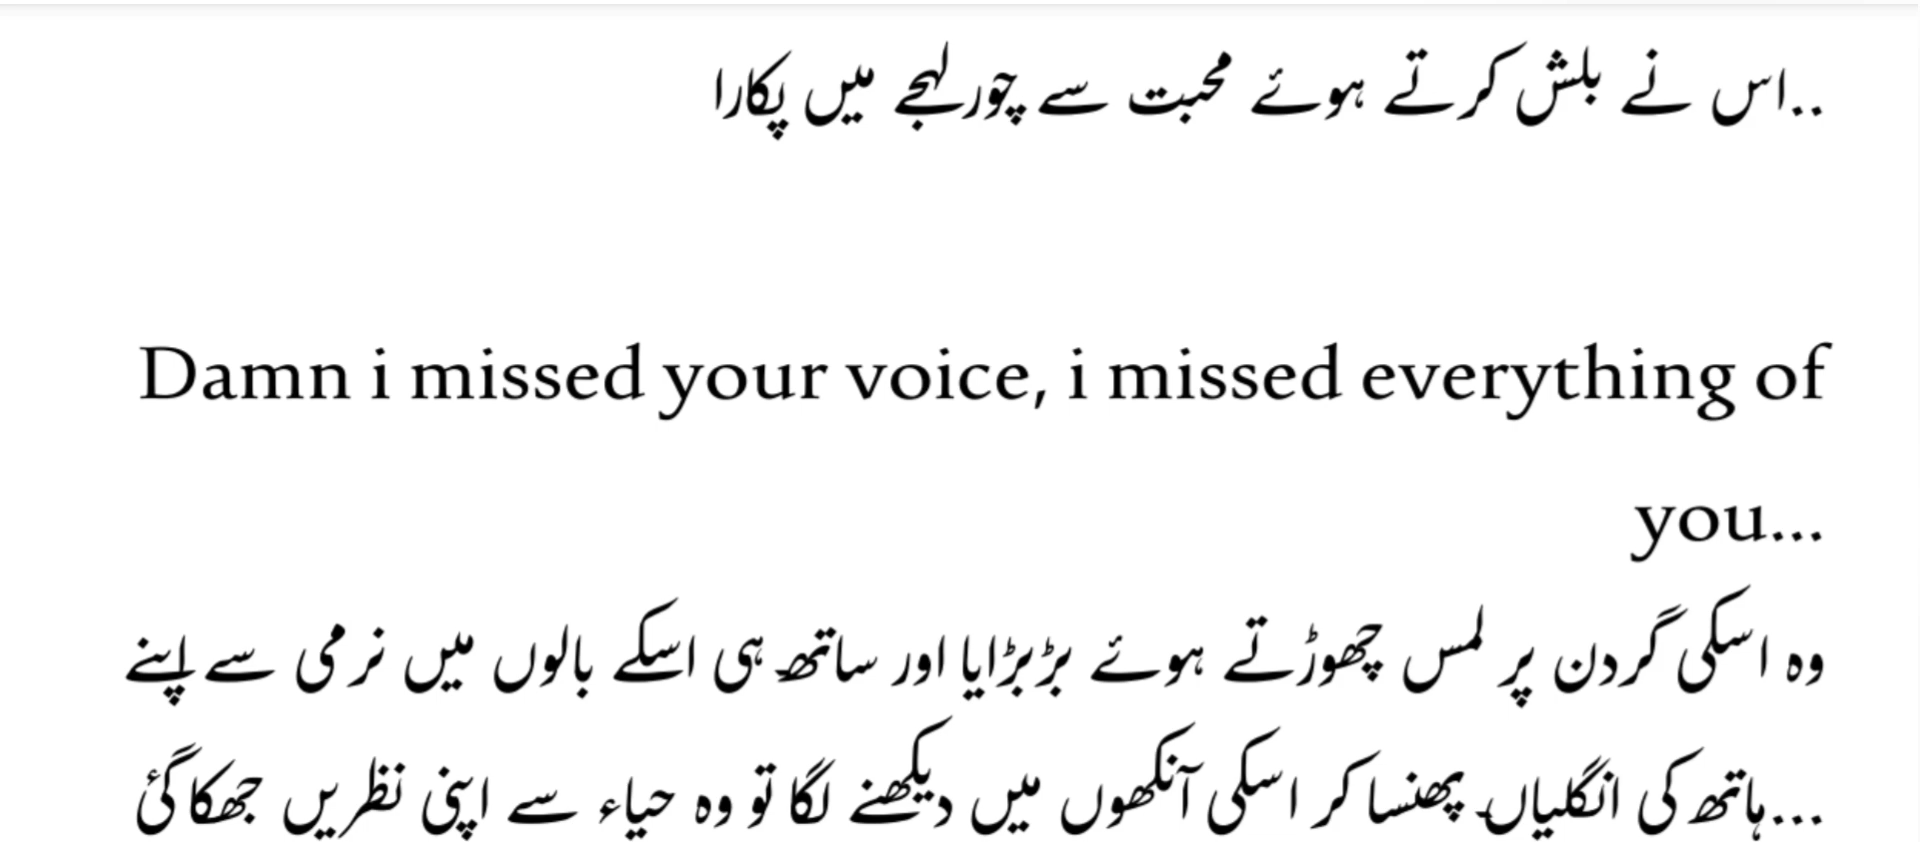 اس نے بلش کرتے ہوئے محبت سے چور لہجے میں پکارا..
Damn i missed your voice, i missed everything of
you...
وہ اسکی گردن پر لمس چھوڑتے ہوئے بڑبڑایا اور ساتھ ہی اسکے بالوں میں نرمی سے اپنے
ہاتھ کی انگلیاں پھنسا کر اسکی آنکھوں میں دیکھنے لگا تو وہ حیاء سے اپنی نظریں جھکا گئی...